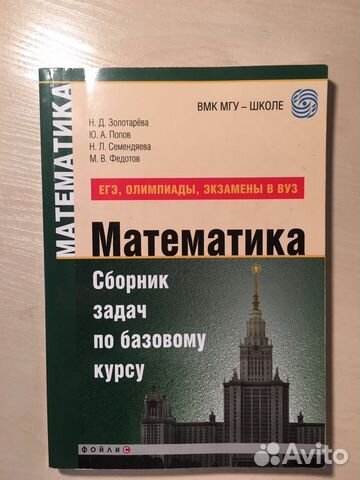 МАТЕМАТИКА
ВМК МГУ – ШКОЛЕ
Н. Д. Золотарёва
Ю. А. Попов
Н. Л. Семендяева
М. В. Федотов
ЕГЭ, ОЛИМПИАДЫ, ЭКЗАМЕНЫ В ВУЗ
Математика
Сборник
задач
по базовому
курсу
ФОЙЛИС
Avito